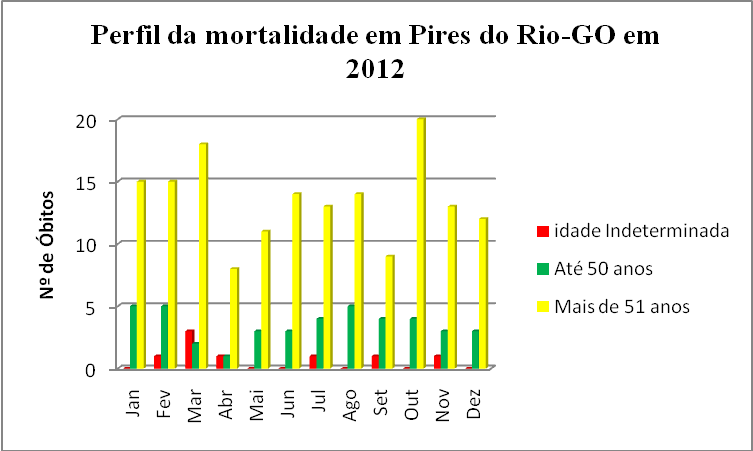 Perfil da mortalidade em Pires do Rio-GO em
2012
Nº de Óbitos
20
15
10
5
0
Jan
Fev
Mar
Abr
Mai
Jun
Jul
Ago
Set
Out
Nov
Dez
idade Indeterminada
Até 50 anos
Mais de 51 anos